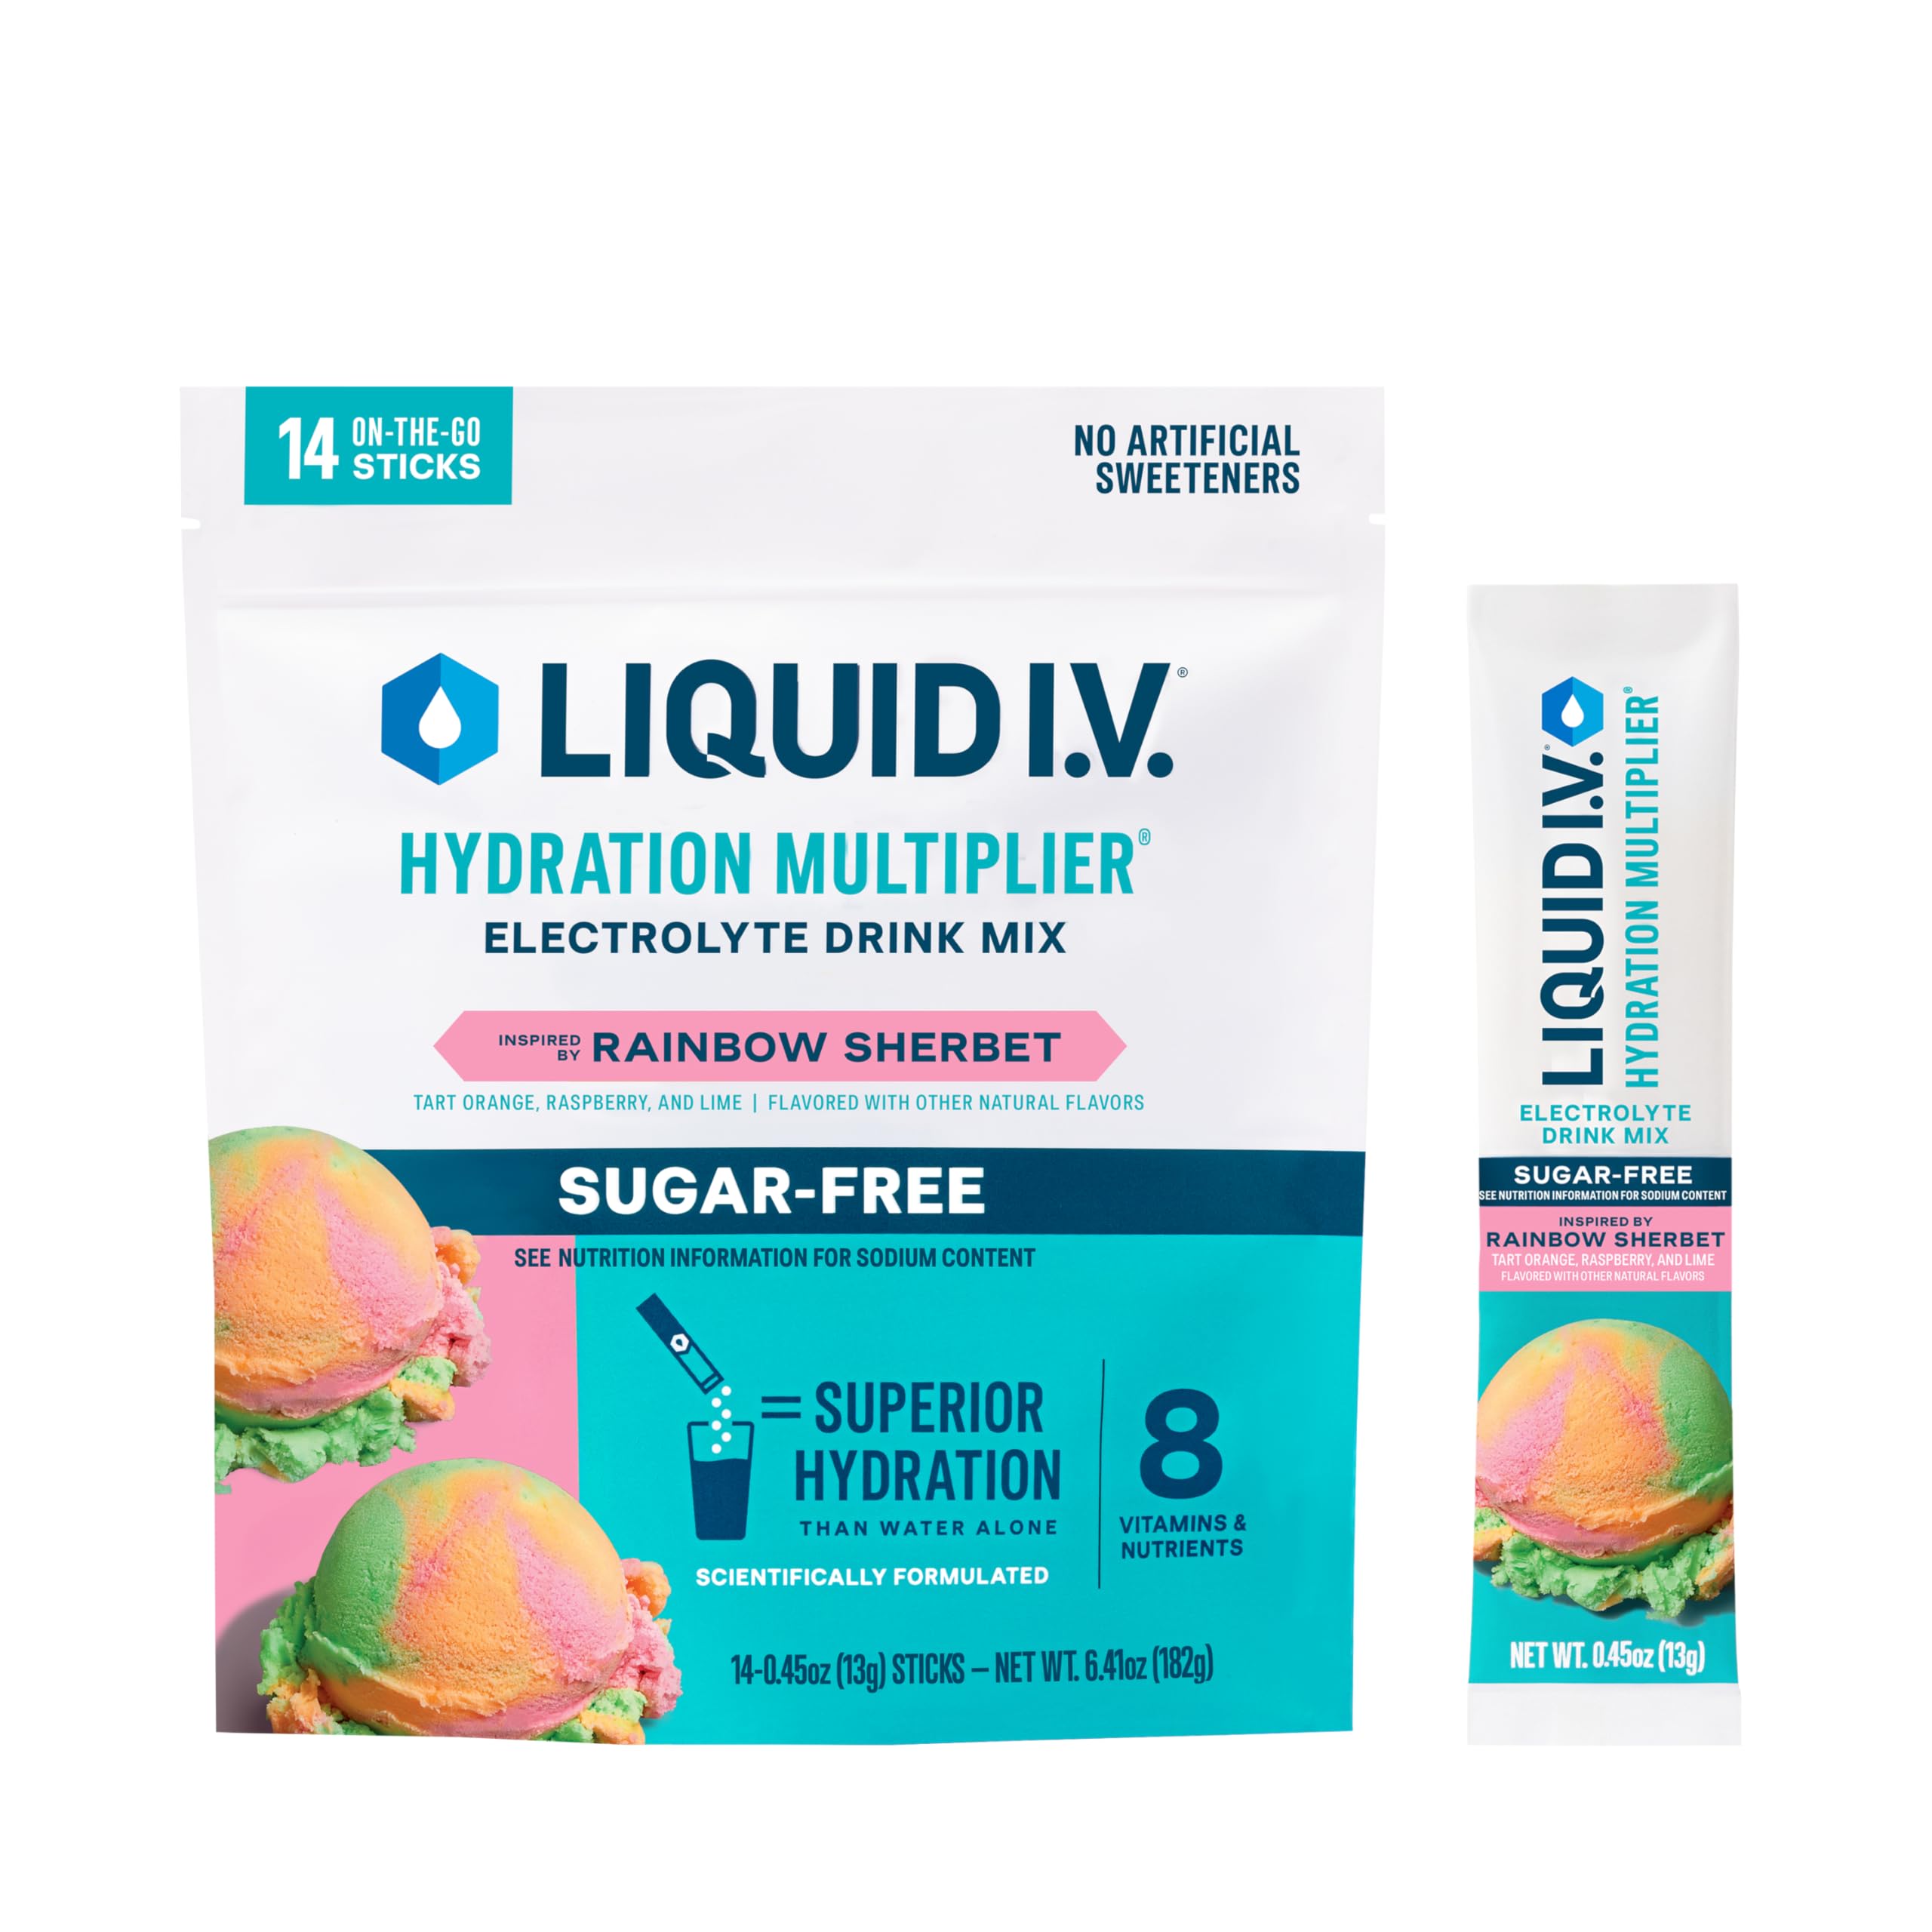 14 ON-THE-GO
STICKS
NO ARTIFICIAL
SWEETENERS
LIQUID I.V.®
HYDRATION MULTIPLIER®
ELECTROLYTE DRINK MIX
INSPIRED
BY RAINBOW SHERBET
TART ORANGE, RASPBERRY, AND LIME | FLAVORED WITH OTHER NATURAL FLAVORS
SUGAR-FREE
SEE NUTRITION INFORMATION FOR SODIUM CONTENT
= SUPERIOR
HYDRATION
THAN WATER ALONE
SCIENTIFICALLY FORMULATED
8
VITAMINS &
NUTRIENTS
14-0.45oz (13g) STICKS – NET WT. 6.41oz (182g)
LIQUID I.V.®
HYDRATION MULTIPLIER®
ELECTROLYTE
DRINK MIX
SUGAR-FREE
SEE NUTRITION INFORMATION FOR SODIUM CONTENT
INSPIRED BY
RAINBOW SHERBET
TART ORANGE, RASPBERRY, AND LIME
FLAVORED WITH OTHER NATURAL FLAVORS
NET WT. 0.45oz (13g)